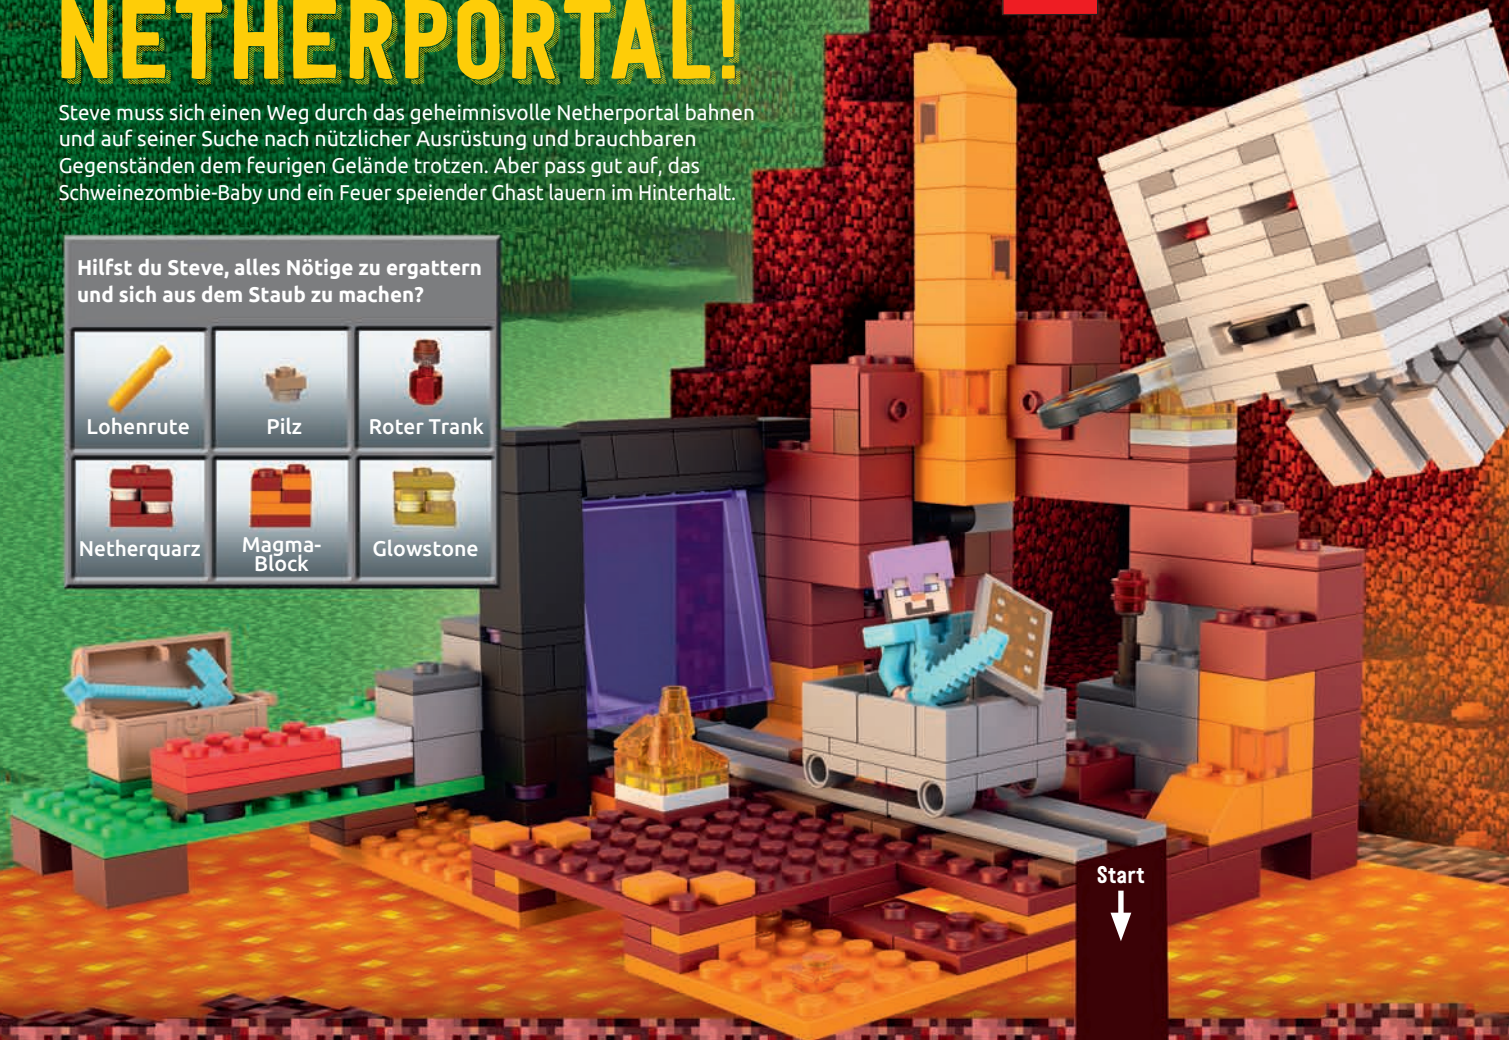 NETHERPORTAL!
Steve muss sich einen Weg durch das geheimnisvolle Netherportal bahnen
und auf seiner Suche nach nützlicher Ausrüstung und brauchbaren
Gegenständen dem feurigen Gelände trotzen. Aber pass gut auf, das
Schweinezombie-Baby und ein Feuer speiender Ghast lauern im Hinterhalt.
Hilfst du Steve, alles Nötige zu ergattern
und sich aus dem Staub zu machen?
Lohenrute
Pilz
Roter Trank
Netherquarz
Magma-
Block
Glowstone
Start